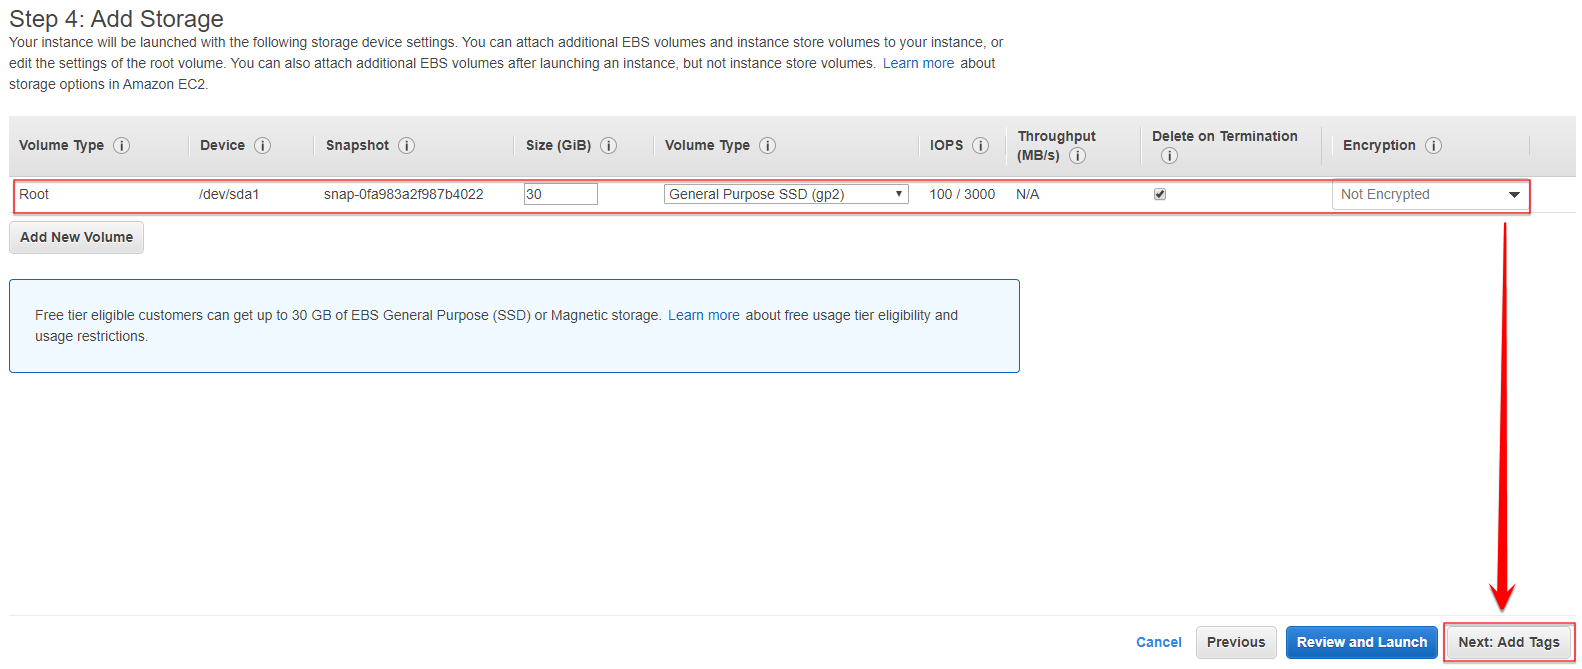 Step 4: Add Storage
Your instance will be launched with the following storage device settings. You can attach additional EBS volumes and instance store volumes to your instance, or
edit the settings of the root volume. You can also attach additional EBS volumes after launching an instance, but not instance store volumes. Learn more about
storage options in Amazon EC2.
Volume Type i Device i Snapshot i Size (GiB) i Volume Type i IOPS i Throughput (MB/s) i Delete on Termination i Encryption i
Root /dev/sda1 snap-0fa983a2f987b4022 30 General Purpose SSD (gp2) 100 / 3000 N/A Not Encrypted
Add New Volume
Free tier eligible customers can get up to 30 GB of EBS General Purpose (SSD) or Magnetic storage. Learn more about free usage tier eligibility and
usage restrictions.
Cancel Previous Review and Launch Next: Add Tags